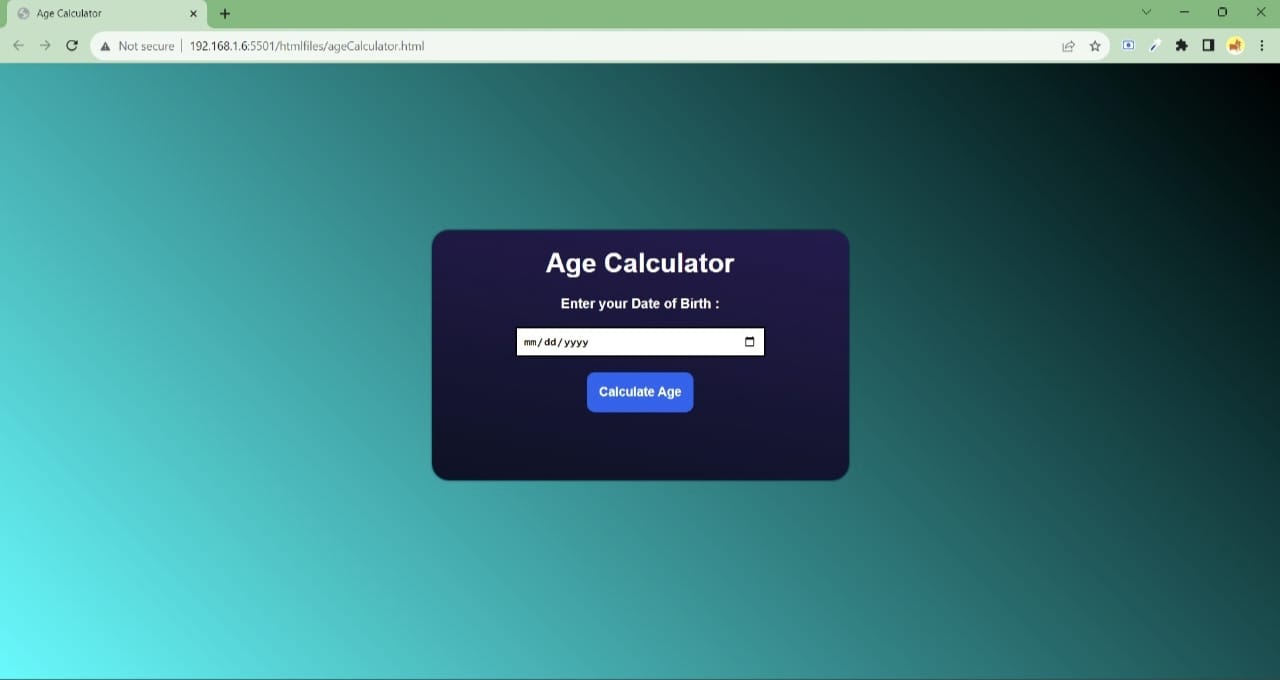 Age Calculator
Not secure
192.168.1.6:5501/htmlfiles/ageCalculator.html
Age Calculator
Enter your Date of Birth :
mm/dd/yyyy
Calculate Age